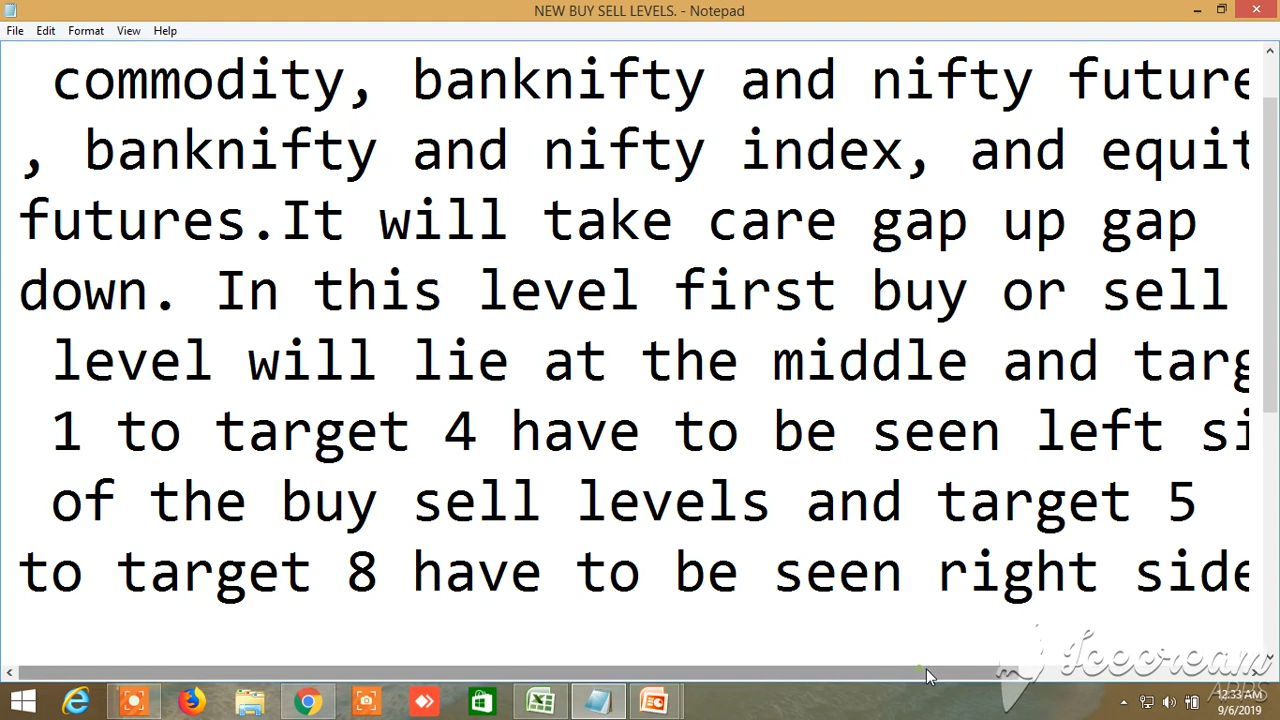 NEW BUY SELL LEVELS. - Notepad
File Edit Format View Help
commodity, banknifty and nifty future
, banknifty and nifty index, and equit
futures.It will take care gap up gap
down. In this level first buy or sell
level will lie at the middle and targ
1 to target 4 have to be seen left si
of the buy sell levels and target 5
to target 8 have to be seen right side
Icecream
APPS
12:33 AM
9/6/2019